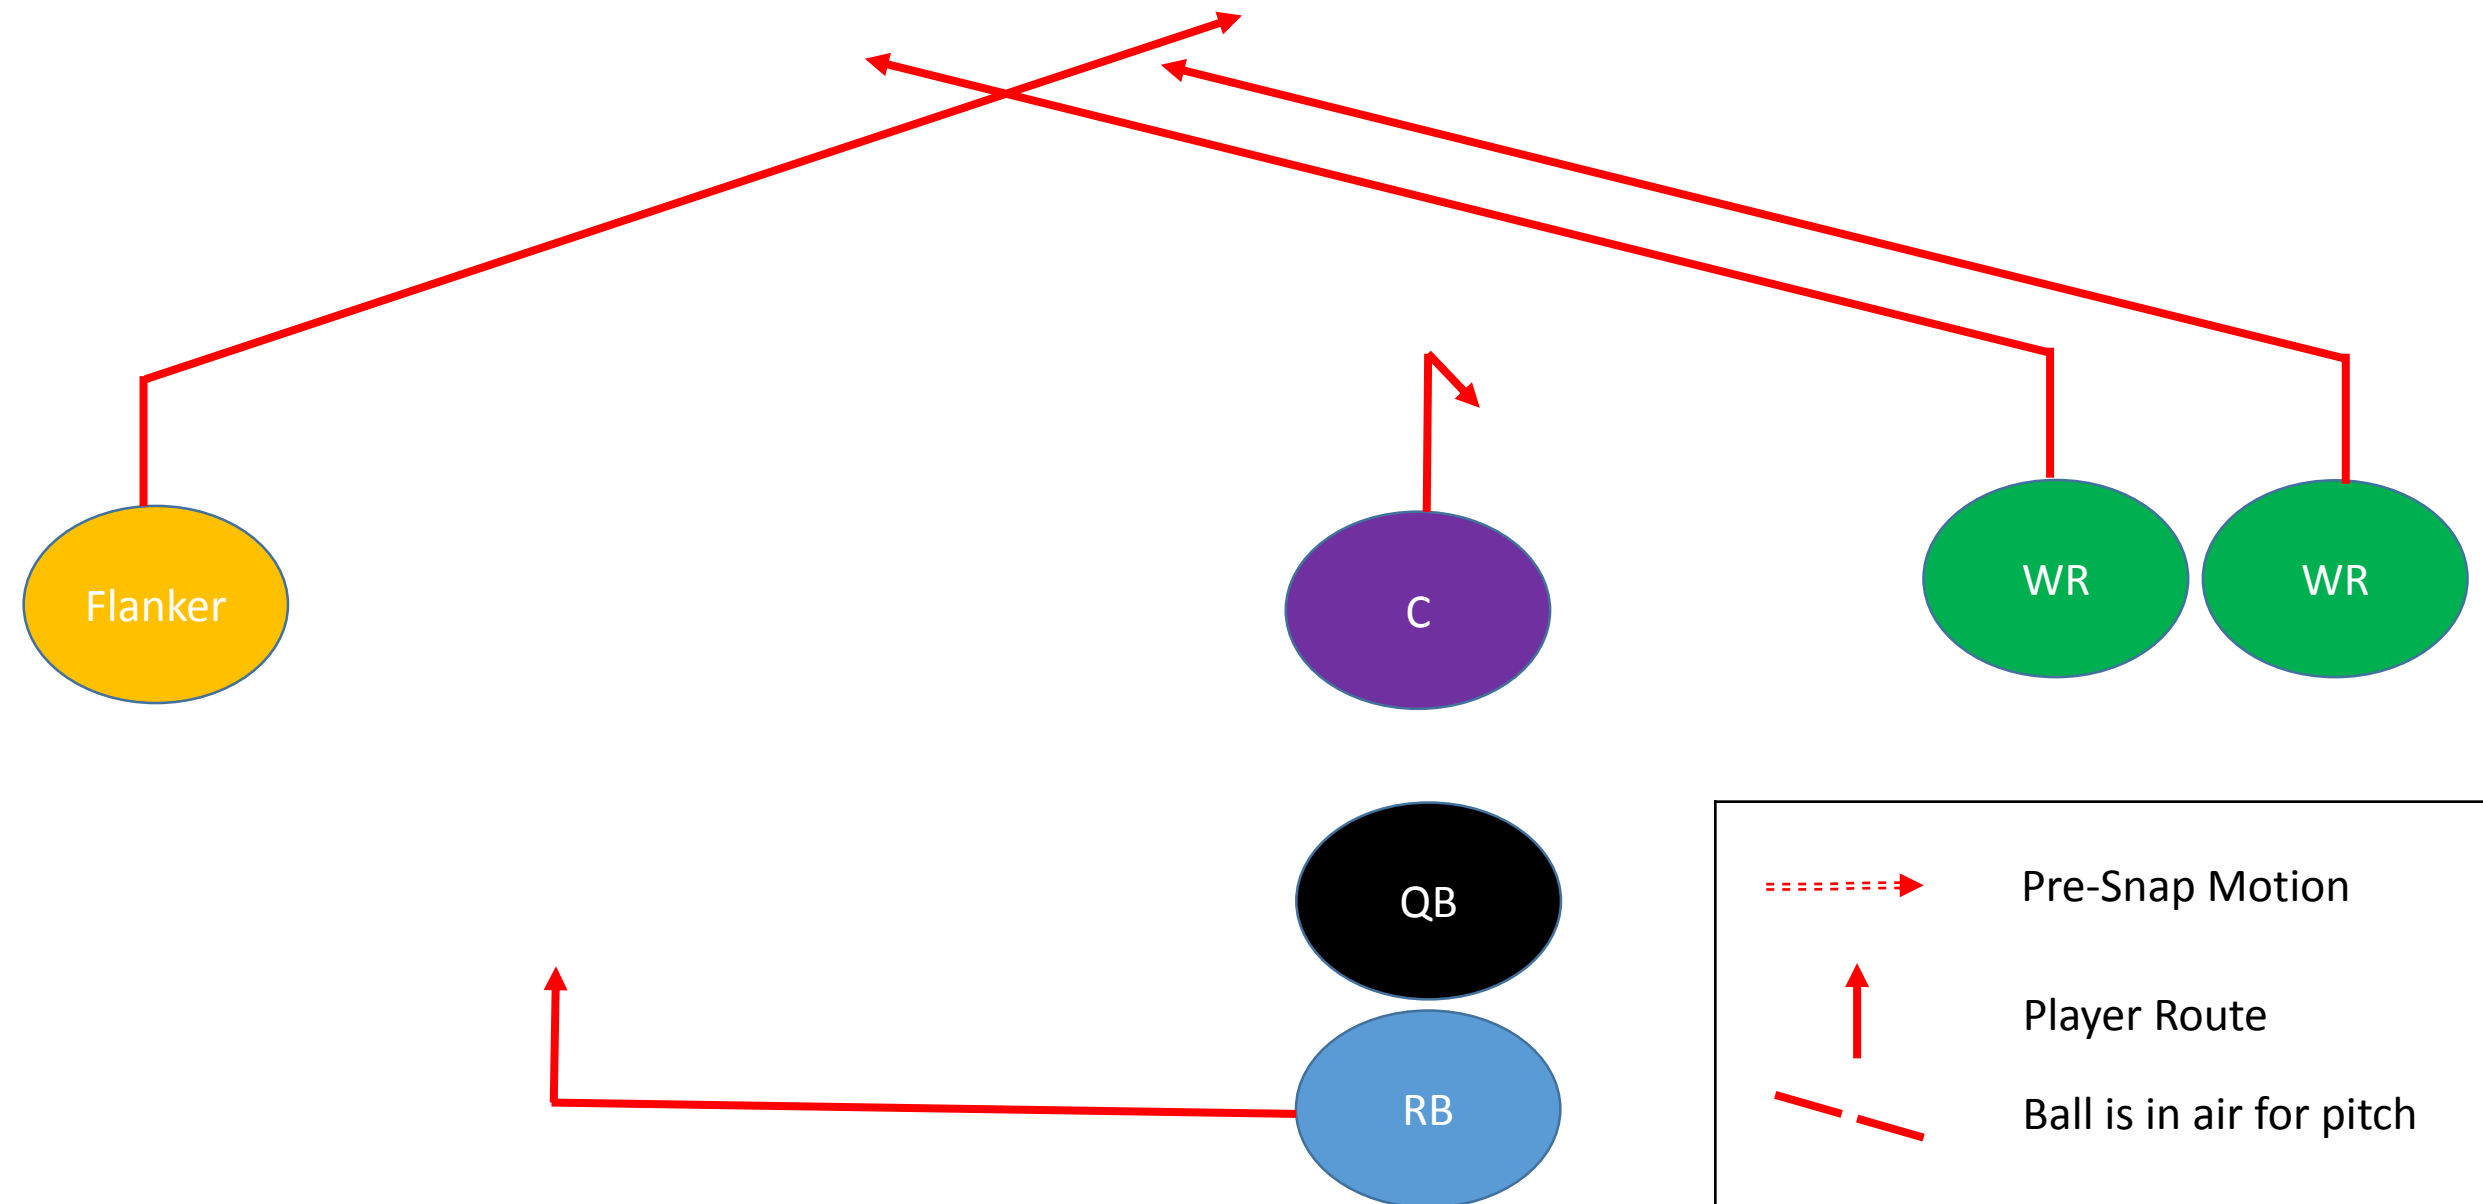 Flanker
C
WR
WR
QB
RB
Pre-Snap Motion
Player Route
Ball is in air for pitch